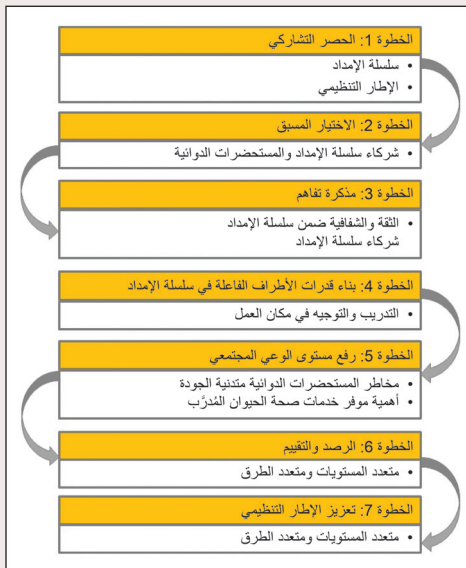 الخطوة 1: الحصر التشاركي
• سلسلة الإمداد
• الإطار التنظيمي
الخطوة 2: الاختيار المسبق
• شركاء سلسلة الإمداد والمستحضرات الدوائية
الخطوة 3: مذكرة تفاهم
• الثقة والشفافية ضمن سلسلة الإمداد
شركاء سلسلة الإمداد
الخطوة 4: بناء قدرات الأطراف الفاعلة في سلسلة الإمداد
• التدريب والتوجيه في مكان العمل
الخطوة 5: رفع مستوى الوعي المجتمعي
• مخاطر المستحضرات الدوائية متدنية الجودة
• أهمية موفر خدمات صحة الحيوان المُدرَّب
الخطوة 6: الرصد والتقييم
• متعدد المستويات ومتعدد الطرق
الخطوة 7: تعزيز الإطار التنظيمي
• متعدد المستويات ومتعدد الطرق